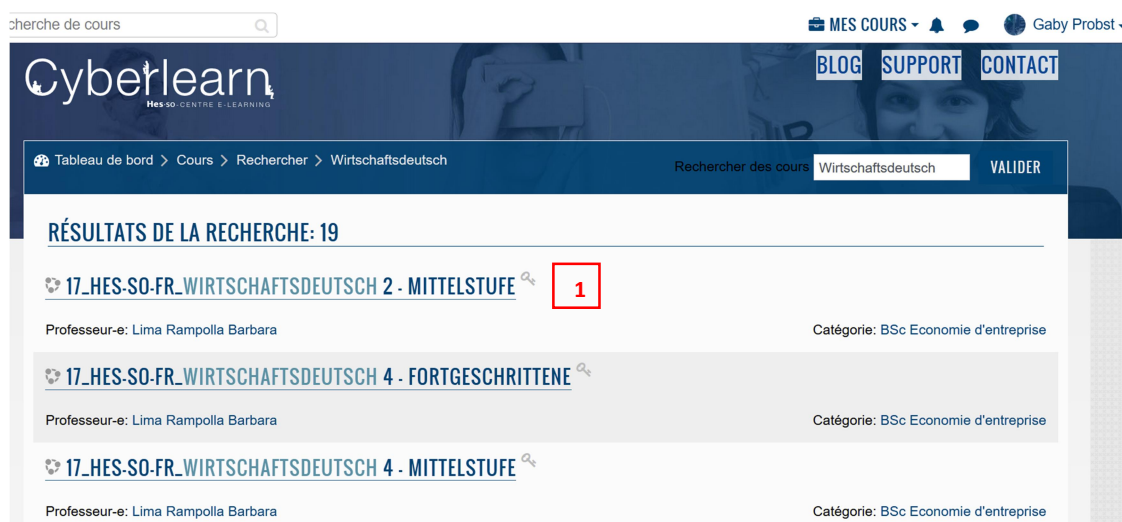 cherche de cours
MES COURS
Gaby Probst
Cyberlearn
Hes·so·CENTRE E-LEARNING
BLOG SUPPORT CONTACT
Tableau de bord > Cours > Rechercher > Wirtschaftsdeutsch
Rechercher des cours Wirtschaftsdeutsch VALIDER
RÉSULTATS DE LA RECHERCHE: 19
17_HES-SO-FR_WIRTSCHAFTSDEUTSCH 2 - MITTELSTUFE
1
Professeur-e: Lima Rampolla Barbara
Catégorie: BSc Economie d'entreprise
17_HES-SO-FR_WIRTSCHAFTSDEUTSCH 4 - FORTGESCHRITTENE
Professeur-e: Lima Rampolla Barbara
Catégorie: BSc Economie d'entreprise
17_HES-SO-FR_WIRTSCHAFTSDEUTSCH 4 - MITTELSTUFE
Professeur-e: Lima Rampolla Barbara
Catégorie: BSc Economie d'entreprise